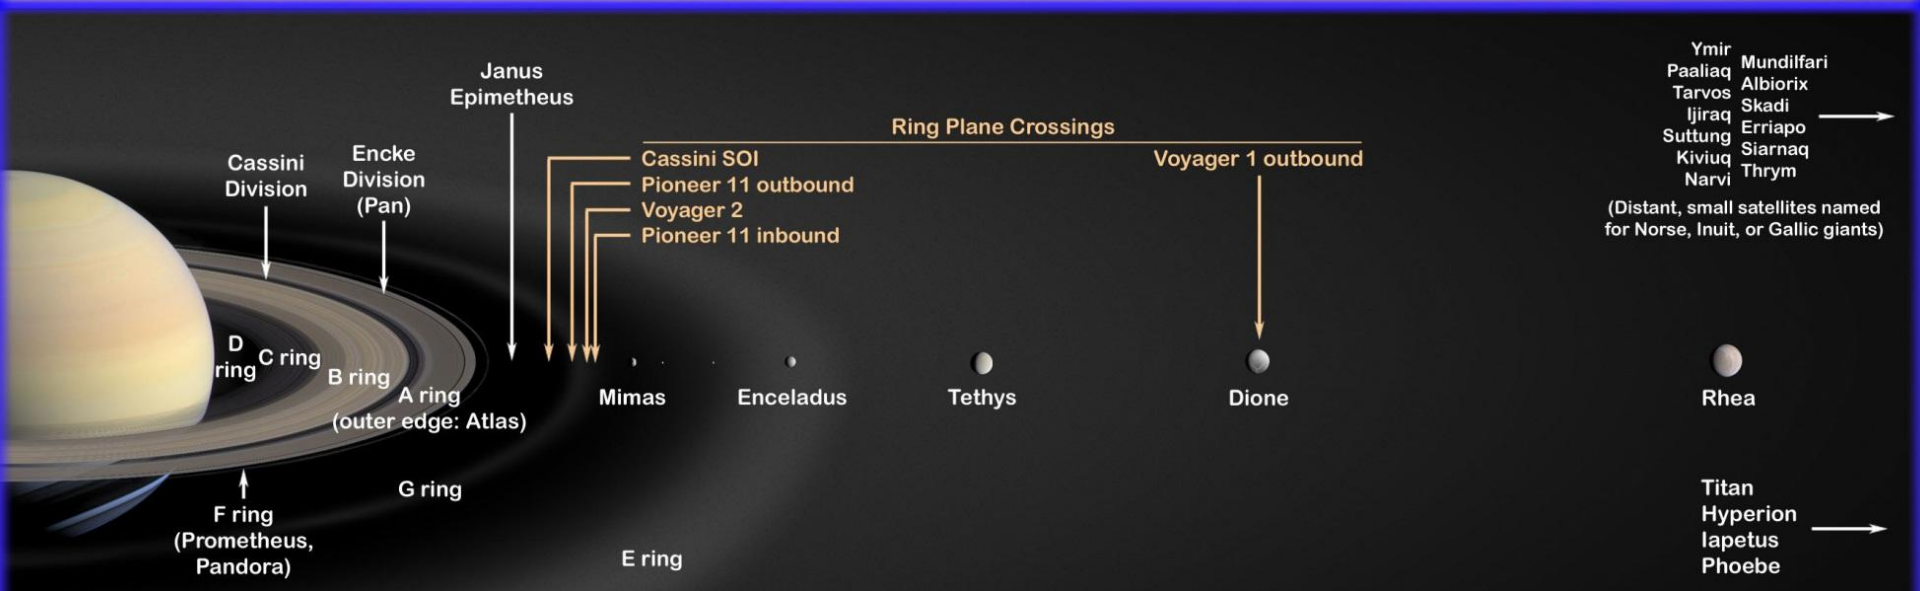 Janus
Epimetheus
Cassini
Division
Encke
Division
(Pan)
Ring Plane Crossings
Cassini SOI
Pioneer 11 outbound
Voyager 2
Pioneer 11 inbound
Voyager 1 outbound
Ymir
Paaliaq
Tarvos
Ijiraq
Suttung
Kiviuq
Narvi
Mundilfari
Albiorix
Skadi
Erriapo
Siarnaq
Thrym
(Distant, small satellites named
for Norse, Inuit, or Gallic giants)
D
ring
C ring
B ring
A ring
(outer edge: Atlas)
Mimas
Enceladus
Tethys
Dione
Rhea
G ring
F ring
(Prometheus,
Pandora)
E ring
Titan
Hyperion
Iapetus
Phoebe